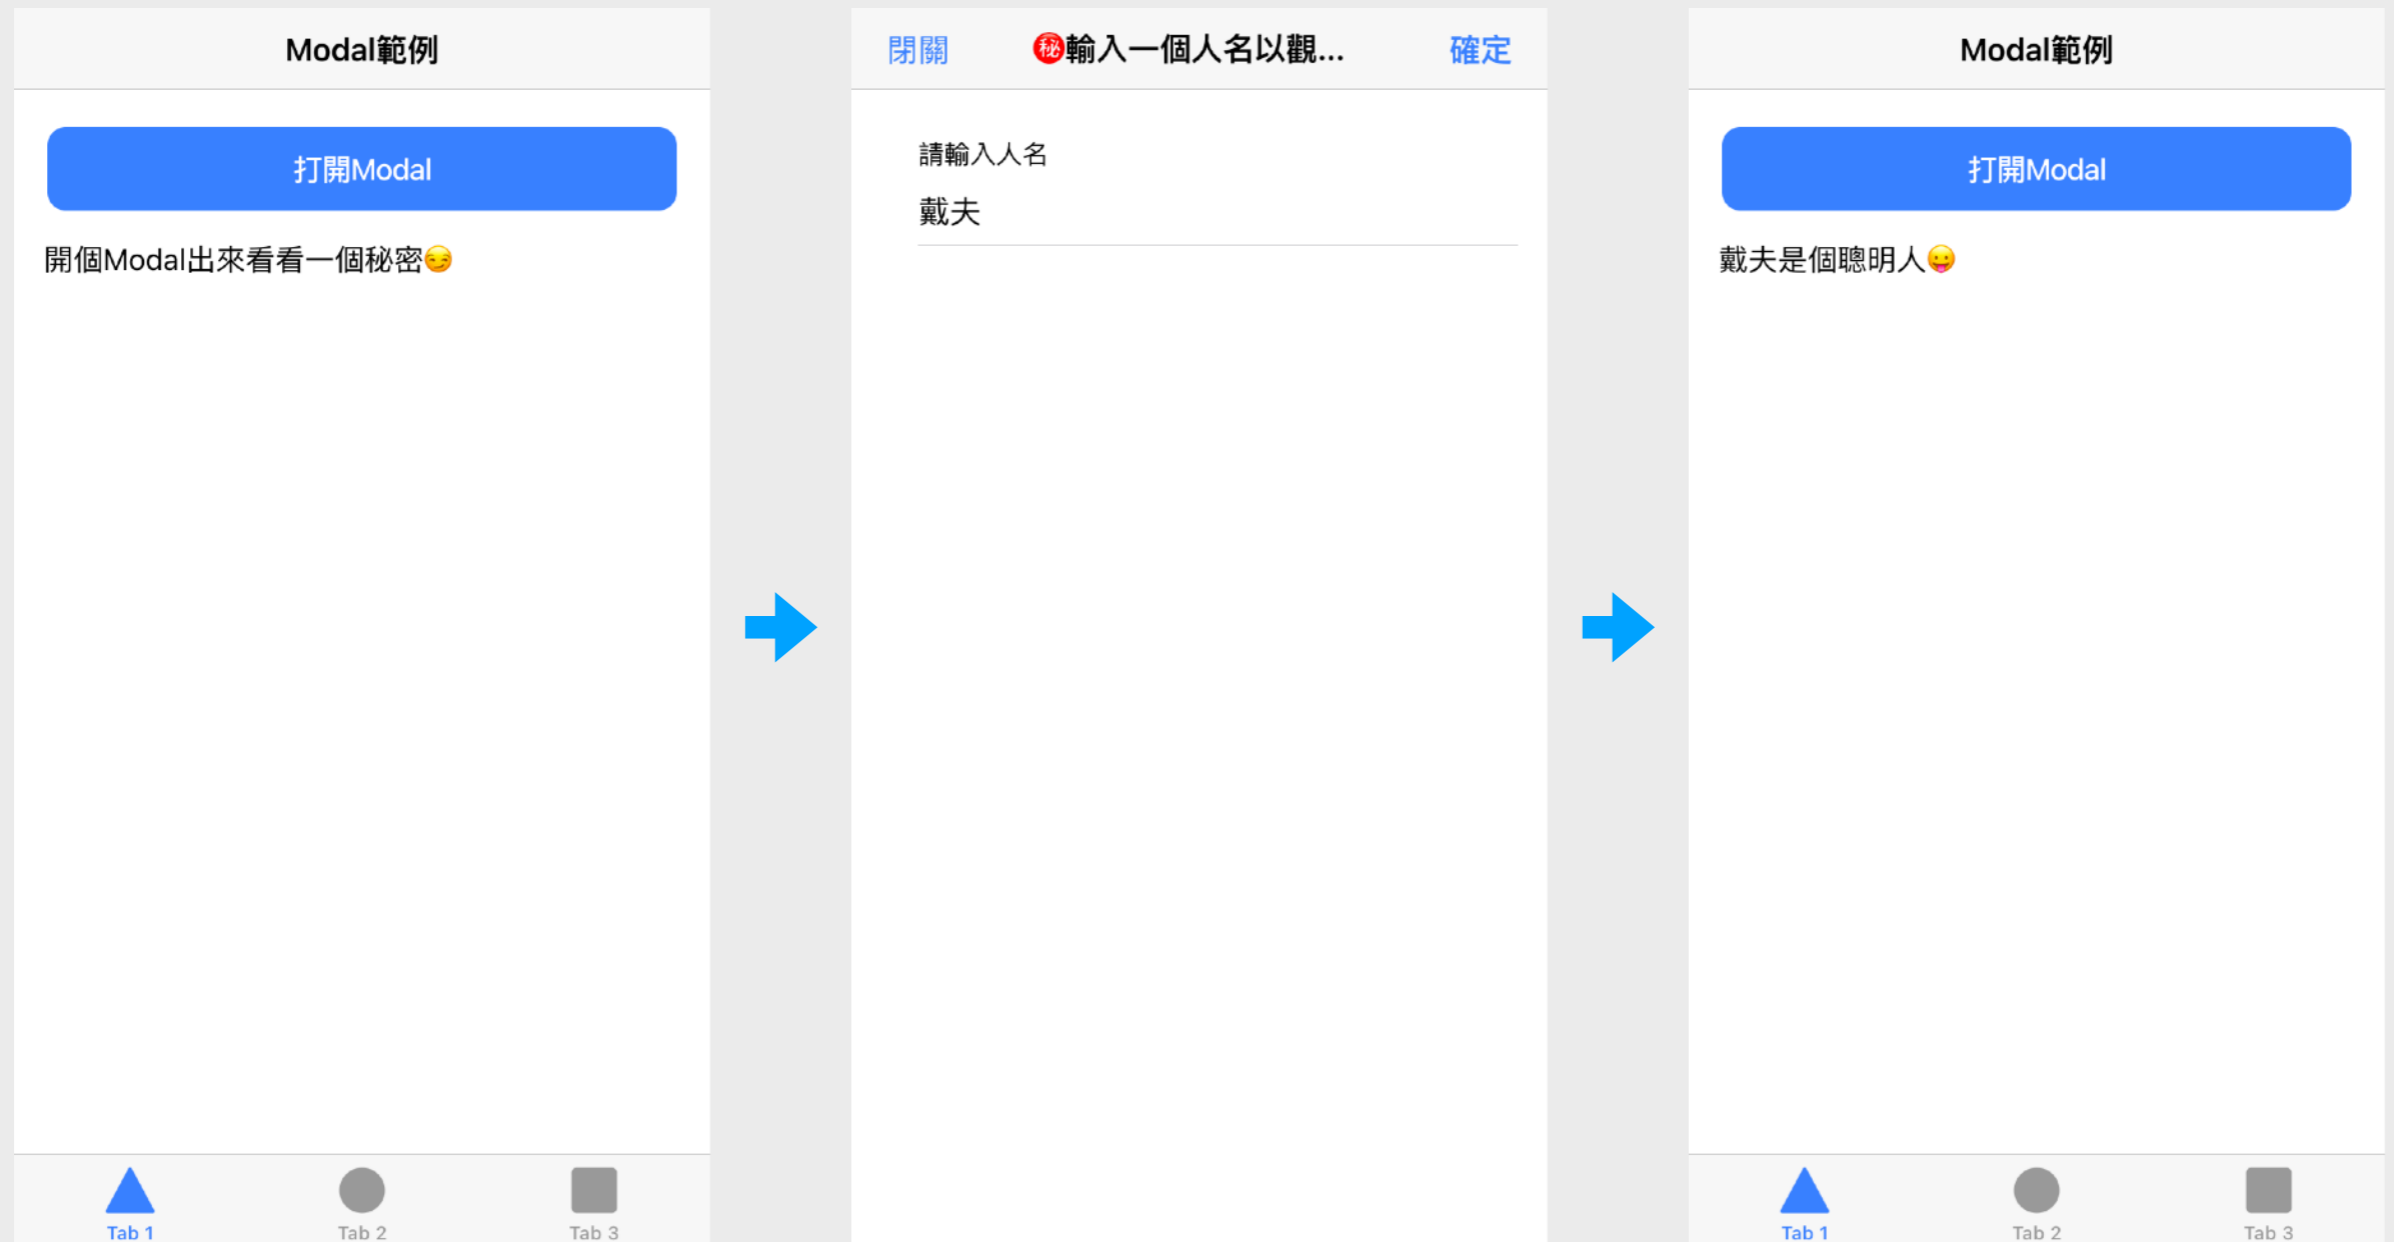 Modal範例
打開Modal
開個Modal出來看看一個秘密😏
Tab 1
Tab 2
Tab 3
閉關
㊙️輸入一個人名以觀...
確定
請輸入人名
戴夫
Modal範例
打開Modal
戴夫是個聰明人😛
Tab 1
Tab 2
Tab 3